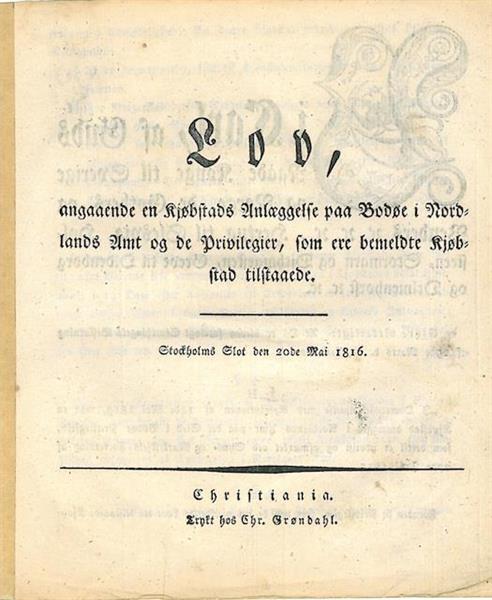 Lov,
angaaende en Kjøbstads Anlæggelse paa Bodøe i Nord-
lands Amt og de Privilegier, som ere bemeldte Kjøb-
stad tilstaaede.
Stockholms Slot den 20de Mai 1816.
Christiania.
Trykt hos Chr. Grøndahl.